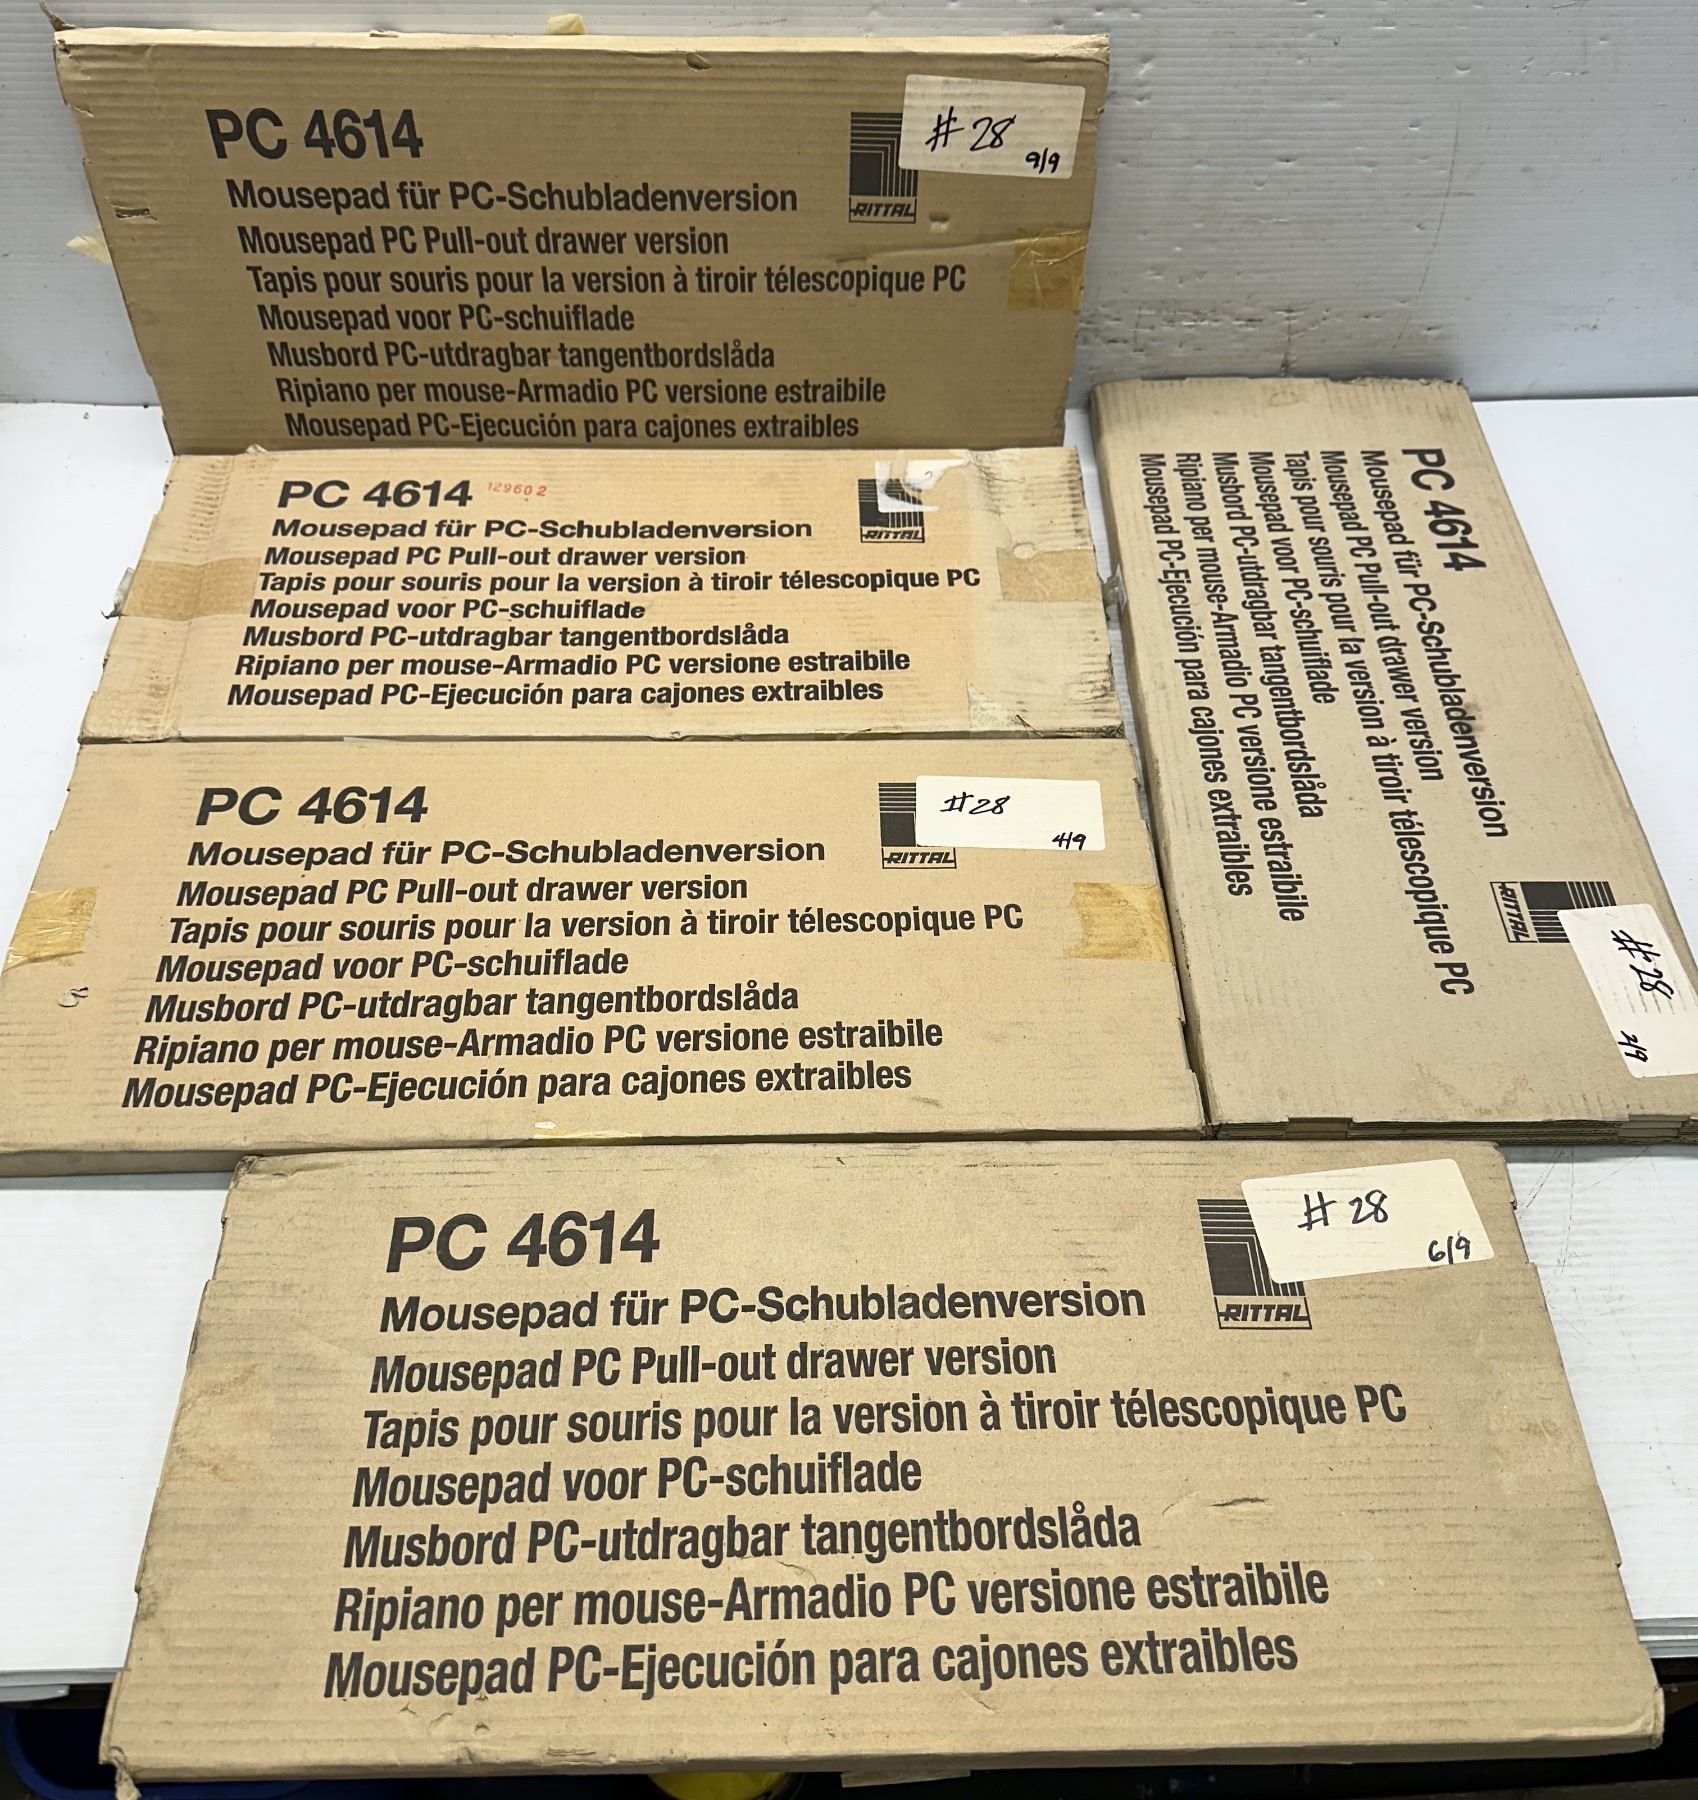 PC 4614
Mousepad für PC-Schubladenversion
Mousepad PC Pull-out drawer version
Tapis pour souris pour la version à tiroir télescopique PC
Mousepad voor PC-schuiflade
Musbord PC-utdragbar tangentbordslåda
Ripiano per mouse-Armadio PC versione estraibile
Mousepad PC-Ejecución para cajones extraibles
RITTAL
#28
9/9
PC 4614
129602
Mousepad für PC-Schubladenversion
Mousepad PC Pull-out drawer version
Tapis pour souris pour la version à tiroir télescopique PC
Mousepad voor PC-schuiflade
Musbord PC-utdragbar tangentbordslåda
Ripiano per mouse-Armadio PC versione estraibile
Mousepad PC-Ejecución para cajones extraibles
RITTAL
PC 4614
Mousepad für PC-Schubladenversion
Mousepad PC Pull-out drawer version
Tapis pour souris pour la version à tiroir télescopique PC
Mousepad voor PC-schuiflade
Musbord PC-utdragbar tangentbordslåda
Ripiano per mouse-Armadio PC versione estraibile
Mousepad PC-Ejecución para cajones extraibles
RITTAL
#28
4/9
PC 4614
Mousepad für PC-Schubladenversion
Mousepad PC Pull-out drawer version
Tapis pour souris pour la version à tiroir télescopique PC
Mousepad voor PC-schuiflade
Musbord PC-utdragbar tangentbordslåda
Ripiano per mouse-Armadio PC versione estraibile
Mousepad PC-Ejecución para cajones extraibles
RITTAL
#28
PC 4614
Mousepad für PC-Schubladenversion
Mousepad PC Pull-out drawer version
Tapis pour souris pour la version à tiroir télescopique PC
Mousepad voor PC-schuiflade
Musbord PC-utdragbar tangentbordslåda
Ripiano per mouse-Armadio PC versione estraibile
Mousepad PC-Ejecución para cajones extraibles
RITTAL
#28
6/9